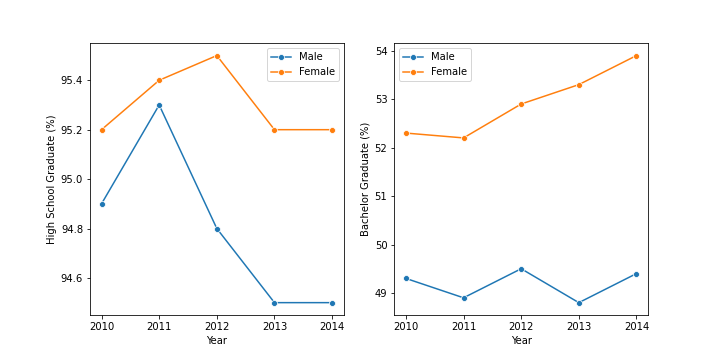 High School Graduate (%)
95.4
95.2
95.0
94.8
94.6
2010 2011 2012 2013 2014
Year
Male
Female
Bachelor Graduate (%)
54
53
52
51
50
49
2010 2011 2012 2013 2014
Year
Male
Female